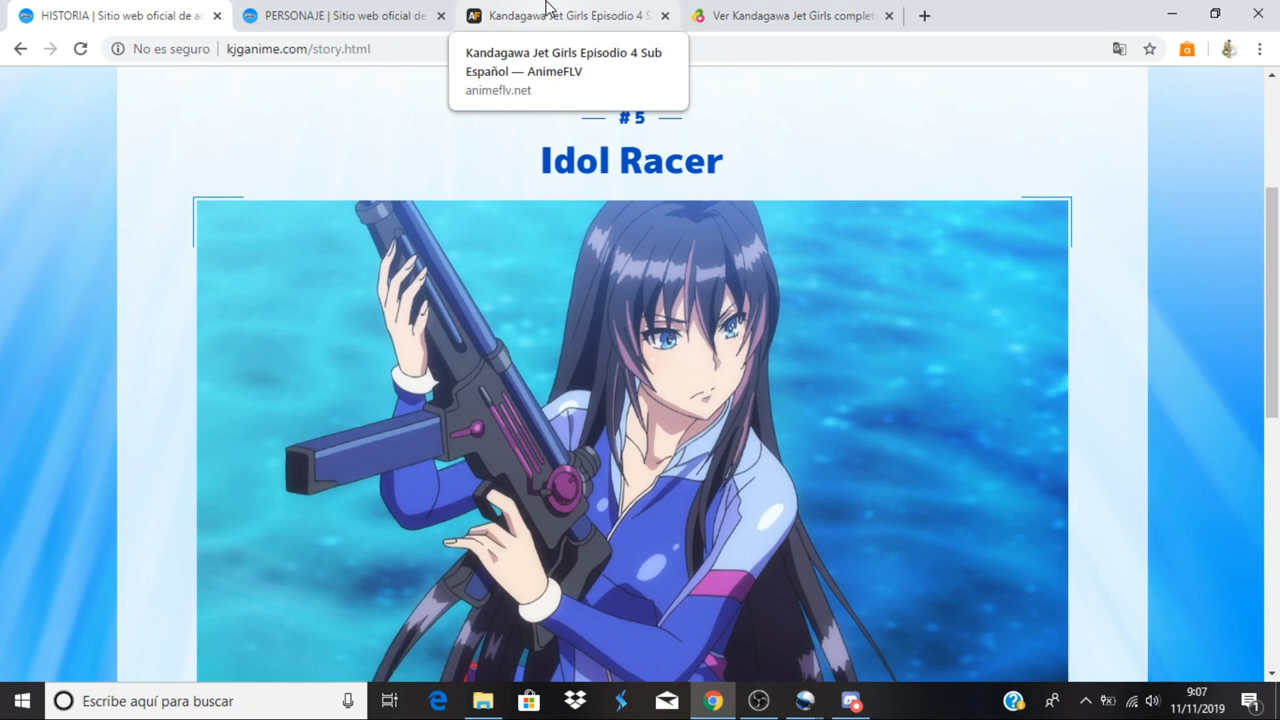 HISTORIA | Sitio web oficial de an
PERSONAJE | Sitio web oficial de
Kandagawa Jet Girls Episodio 4 S
Ver Kandagawa Jet Girls complet
No es seguro | kjganime.com/story.html
Kandagawa Jet Girls Episodio 4 Sub
Español — AnimeFLV
animeflv.net
# 5
Idol Racer
Escribe aquí para buscar
9:07
11/11/2019
1